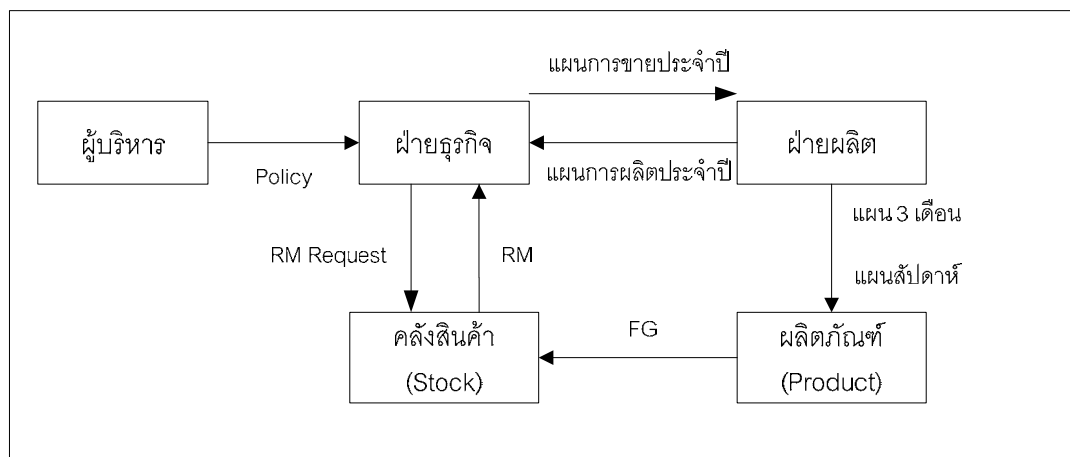 แผนการขายประจำปี
ผู้บริหาร
ฝ่ายธุรกิจ
ฝ่ายผลิต
Policy
แผนการผลิตประจำปี
แผน 3 เดือน
RM Request
RM
แผนสัปดาห์
คลังสินค้า
(Stock)
FG
ผลิตภัณฑ์
(Product)